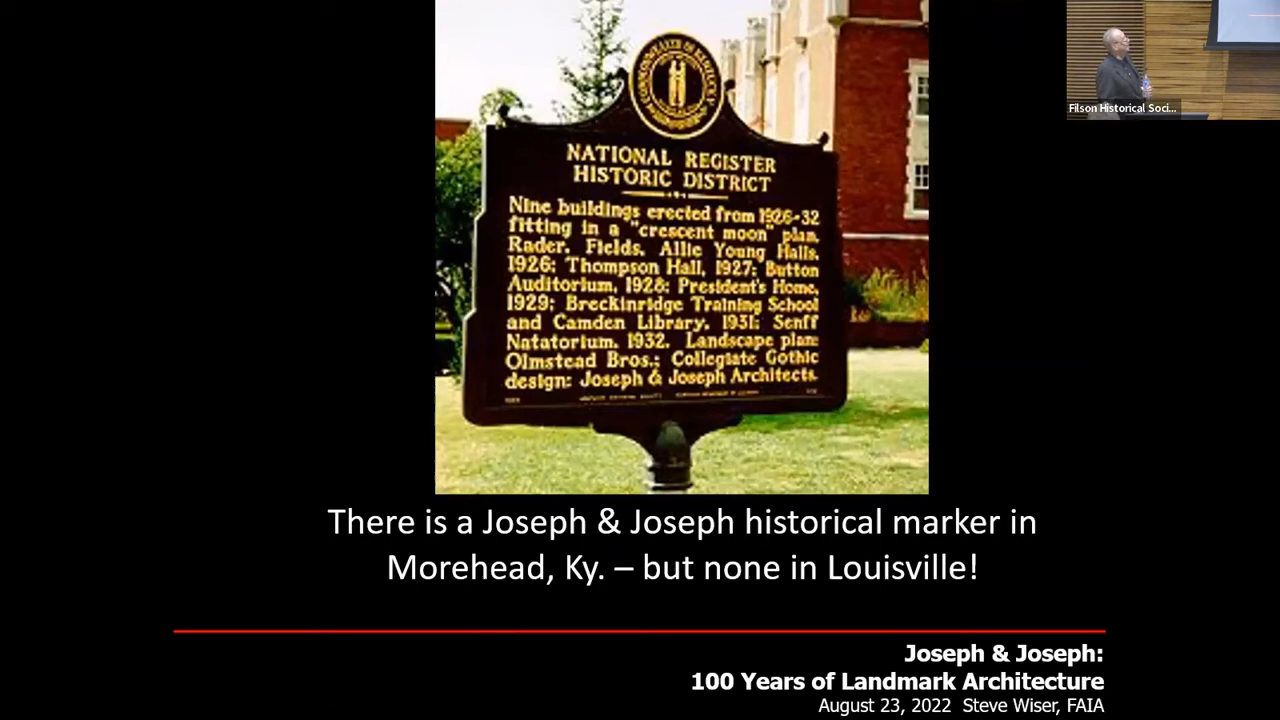 Filson Historical Soci...
COMMONWEALTH OF KENTUCKY
NATIONAL REGISTER
HISTORIC DISTRICT
Nine buildings erected from 1926-32
fitting in a "crescent moon" plan.
Rader, Fields, Allie Young Halls,
1926; Thompson Hall, 1927; Button
Auditorium, 1928; President's Home,
1929; Breckinridge Training School
and Camden Library, 1931; Senff
Natatorium, 1932. Landscape plan:
Olmstead Bros.; Collegiate Gothic
design: Joseph & Joseph Architects.
There is a Joseph & Joseph historical marker in
Morehead, Ky. – but none in Louisville!
Joseph & Joseph:
100 Years of Landmark Architecture
August 23, 2022 Steve Wiser, FAIA